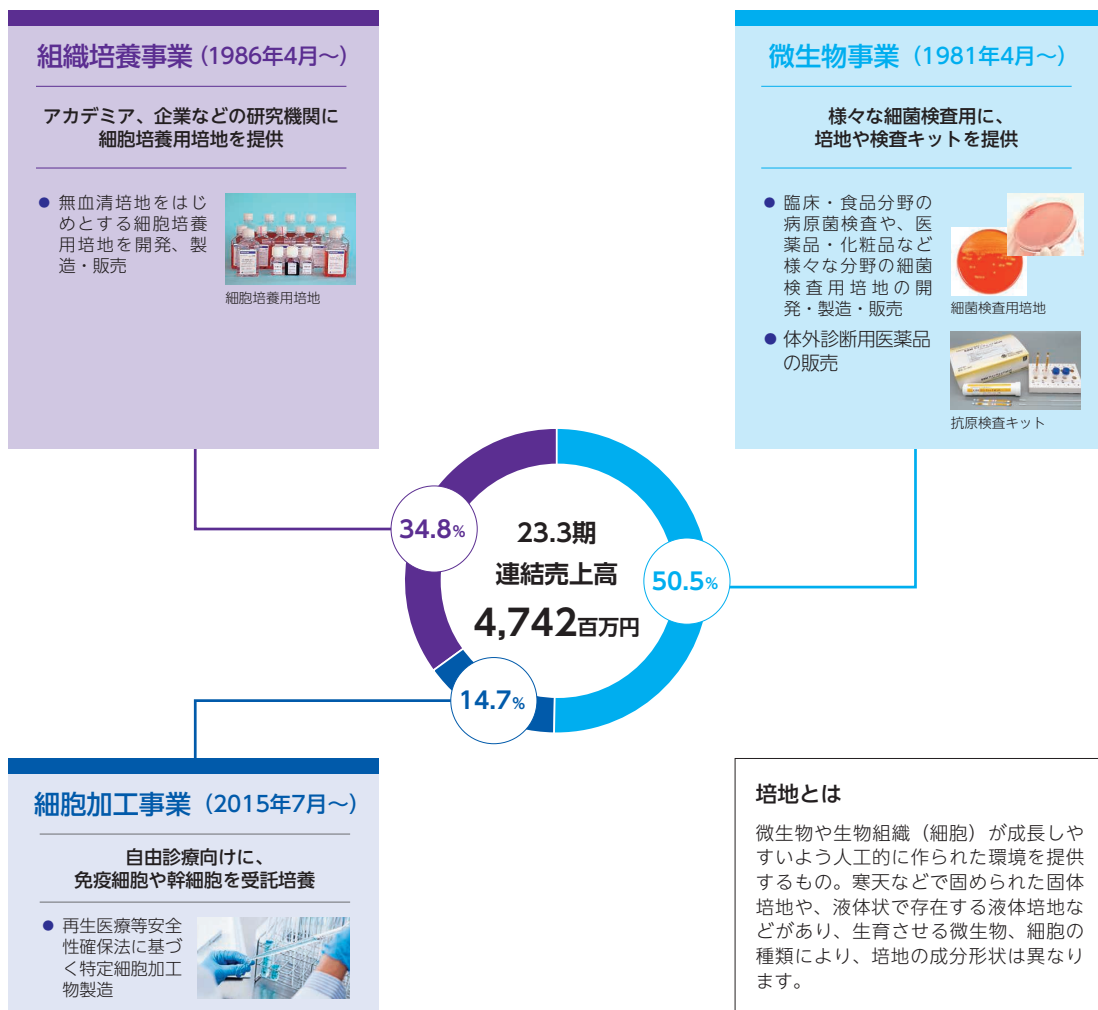 組織培養事業（1986年4月～）
アカデミア、企業などの研究機関に
細胞培養用培地を提供
● 無血清培地をはじ
めとする細胞培養
用培地を開発、製
造・販売
細胞培養用培地
微生物事業（1981年4月～）
様々な細菌検査用に、
培地や検査キットを提供
● 臨床・食品分野の
病原菌検査や、医
薬品・化粧品など
様々な分野の細菌
検査用培地の開
発・製造・販売
細菌検査用培地
● 体外診断用医薬品
の販売
抗原検査キット
34.8%
23.3期
連結売上高
4,742百万円
50.5%
14.7%
細胞加工事業（2015年7月～）
自由診療向けに、
免疫細胞や幹細胞を受託培養
● 再生医療等安全
性確保法に基づ
く特定細胞加工
物製造
培地とは
微生物や生物組織（細胞）が成長しや
すいよう人工的に作られた環境を提供
するもの。寒天などで固められた固体
培地や、液体状で存在する液体培地な
どがあり、生育させる微生物、細胞の
種類により、培地の成分形状は異なり
ます。